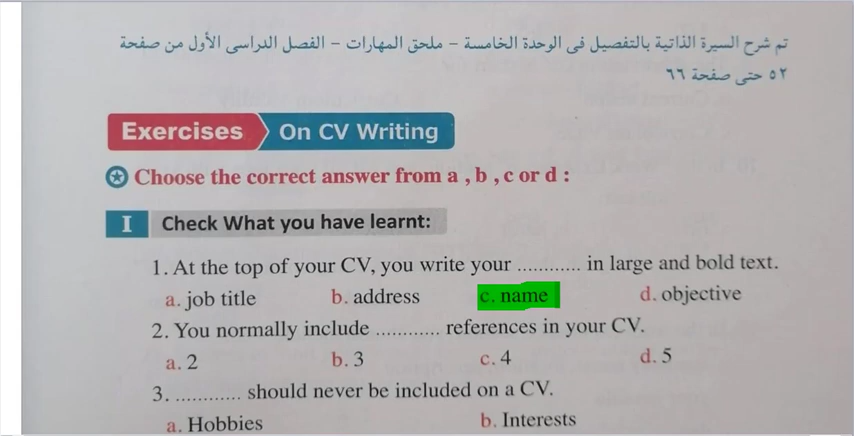 تم شرح السيرة الذاتية بالتفصيل فى الوحدة الخامسة – ملحق المهارات – الفصل الدراسى الأول من صفحة
٥٢ حتى صفحة ٦٦
Exercises On CV Writing
Choose the correct answer from a , b , c or d :
I Check What you have learnt:
1. At the top of your CV, you write your ............ in large and bold text.
a. job title b. address c. name d. objective
2. You normally include ............ references in your CV.
a. 2 b. 3 c. 4 d. 5
3. ............ should never be included on a CV.
a. Hobbies b. Interests